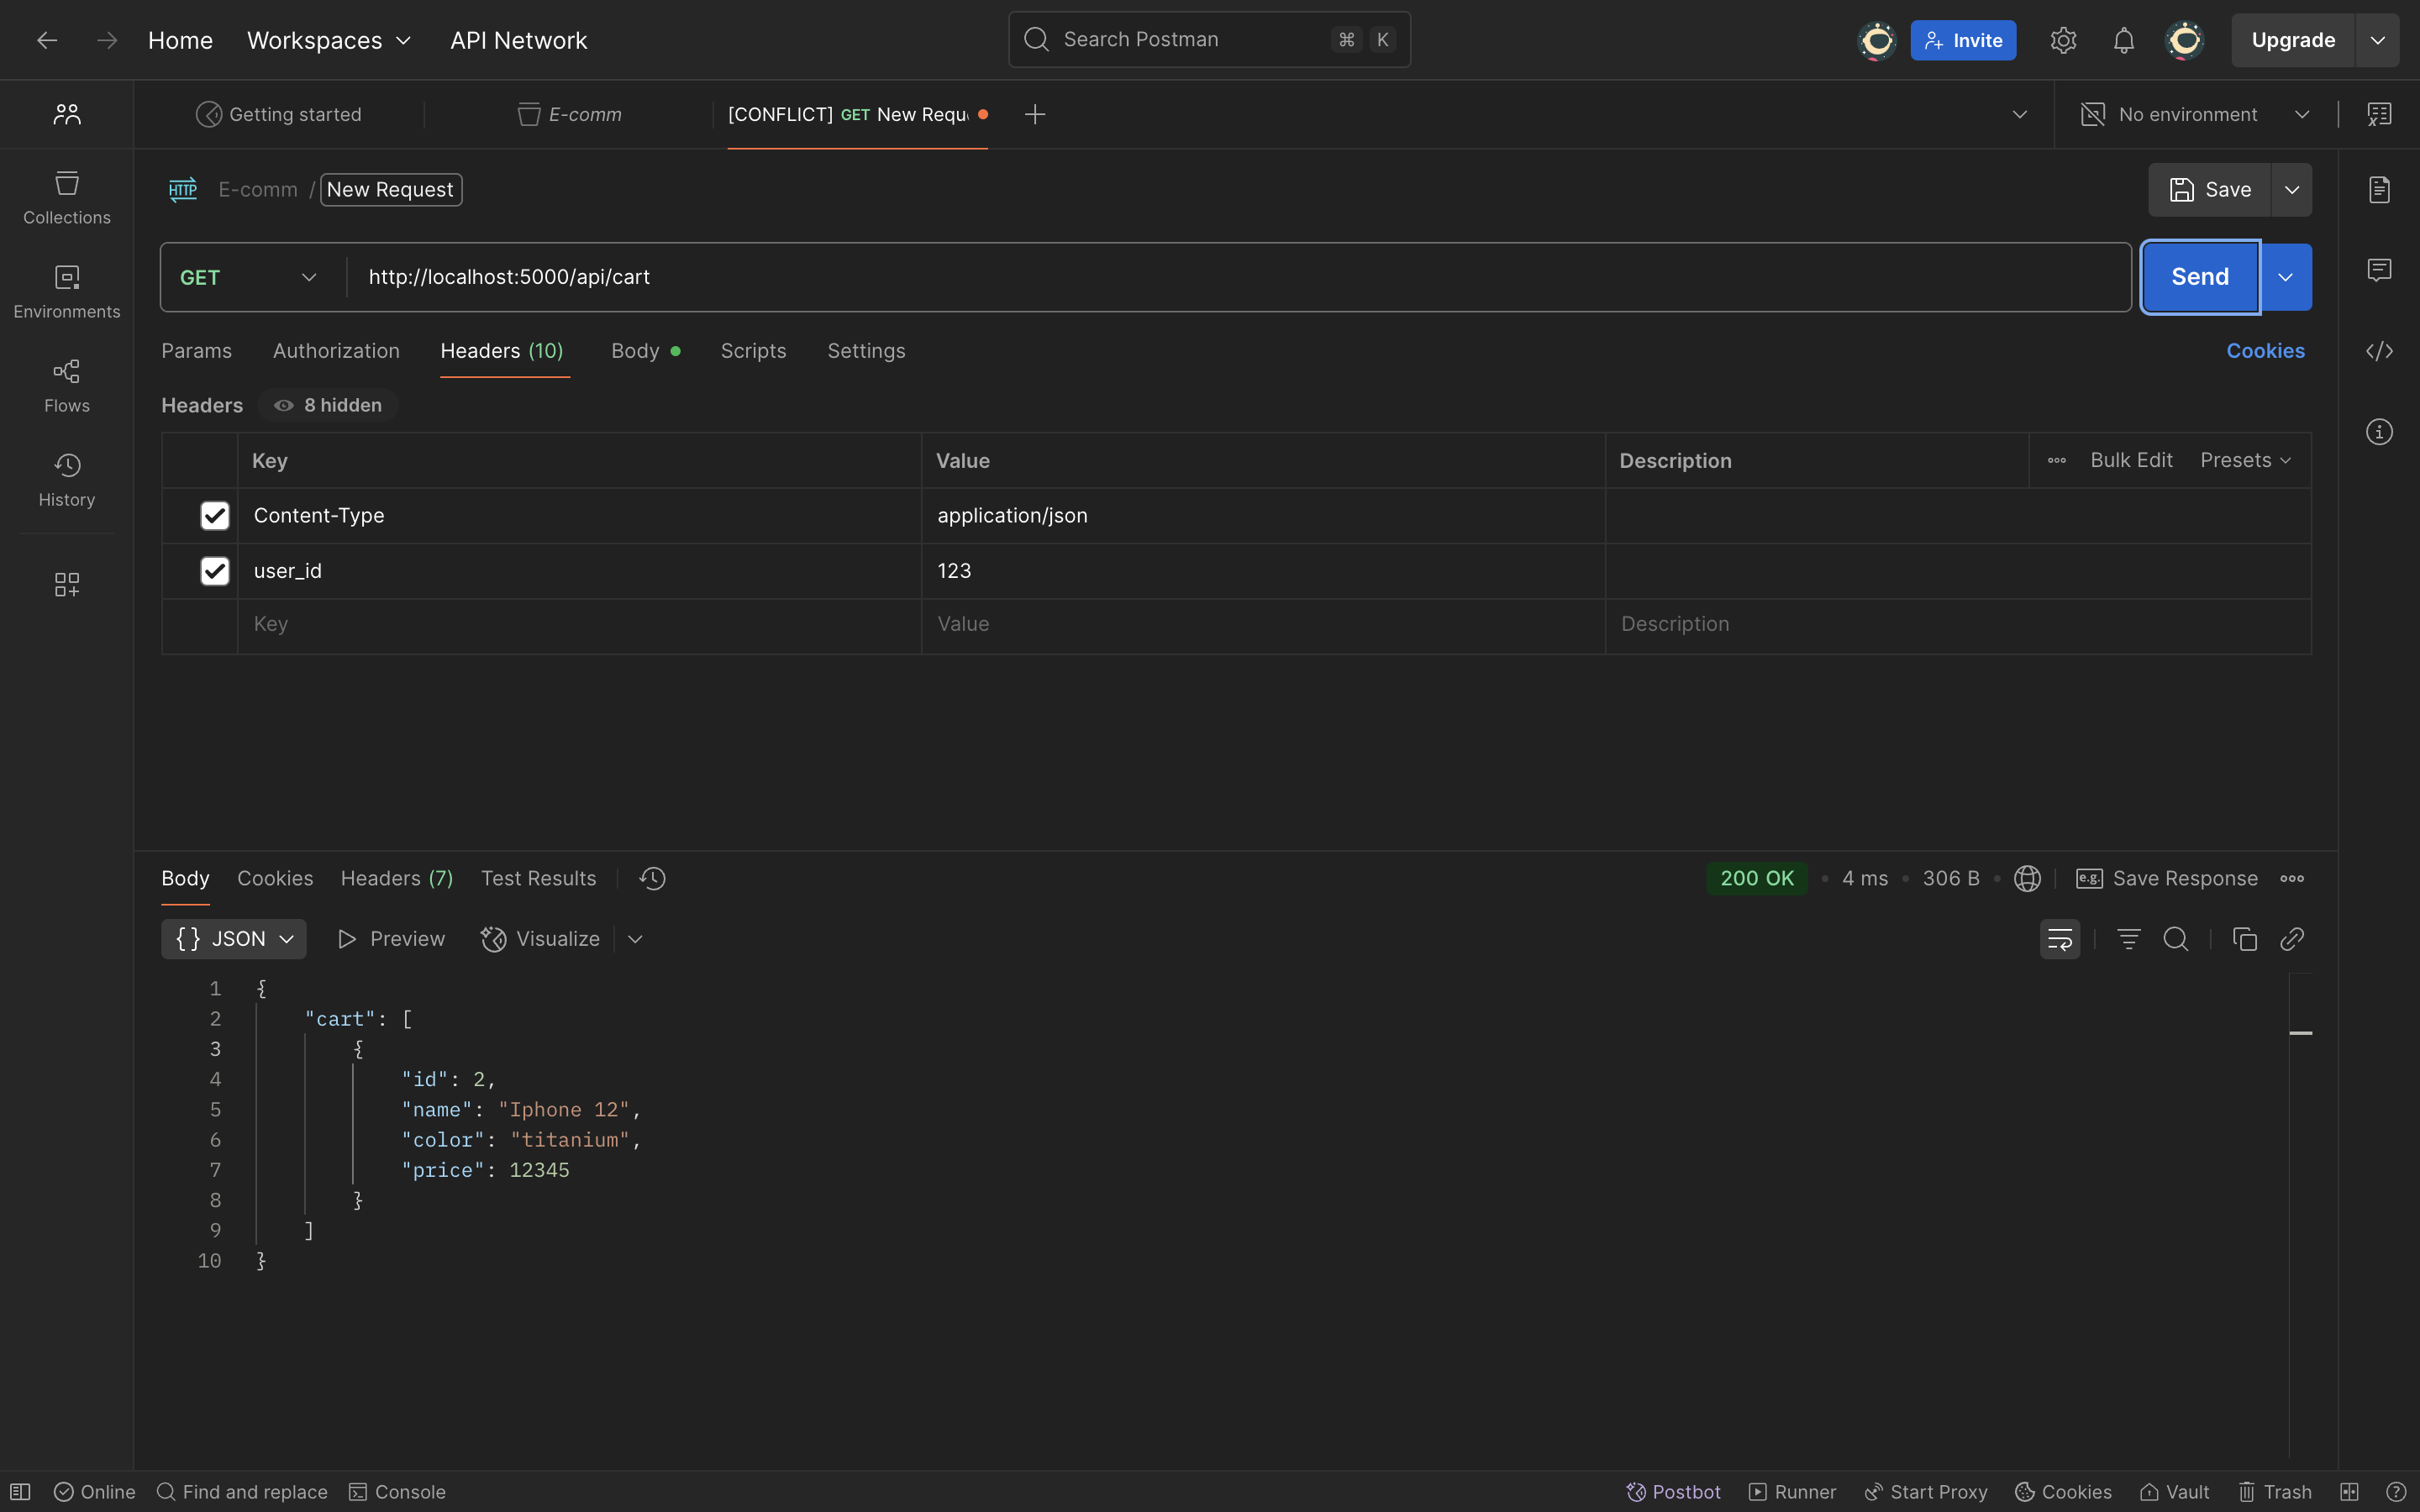 Home Workspaces API Network Search Postman ⌘ K Invite Upgrade
Getting started E-comm [CONFLICT] GET New Requ No environment
HTTP E-comm / New Request Save
Collections
GET http://localhost:5000/api/cart Send
Environments
Params Authorization Headers (10) Body Scripts Settings Cookies
Flows
Headers 8 hidden
Key Value Description Bulk Edit Presets
History
Content-Type application/json
user_id 123
Key Value Description
Body Cookies Headers (7) Test Results 200 OK • 4 ms • 306 B • e.g. Save Response
{} JSON Preview Visualize
1 {
2 "cart": [
3 {
4 "id": 2,
5 "name": "Iphone 12",
6 "color": "titanium",
7 "price": 12345
8 }
9 ]
10 }
Online Find and replace Console Postbot Runner Start Proxy Cookies Vault Trash